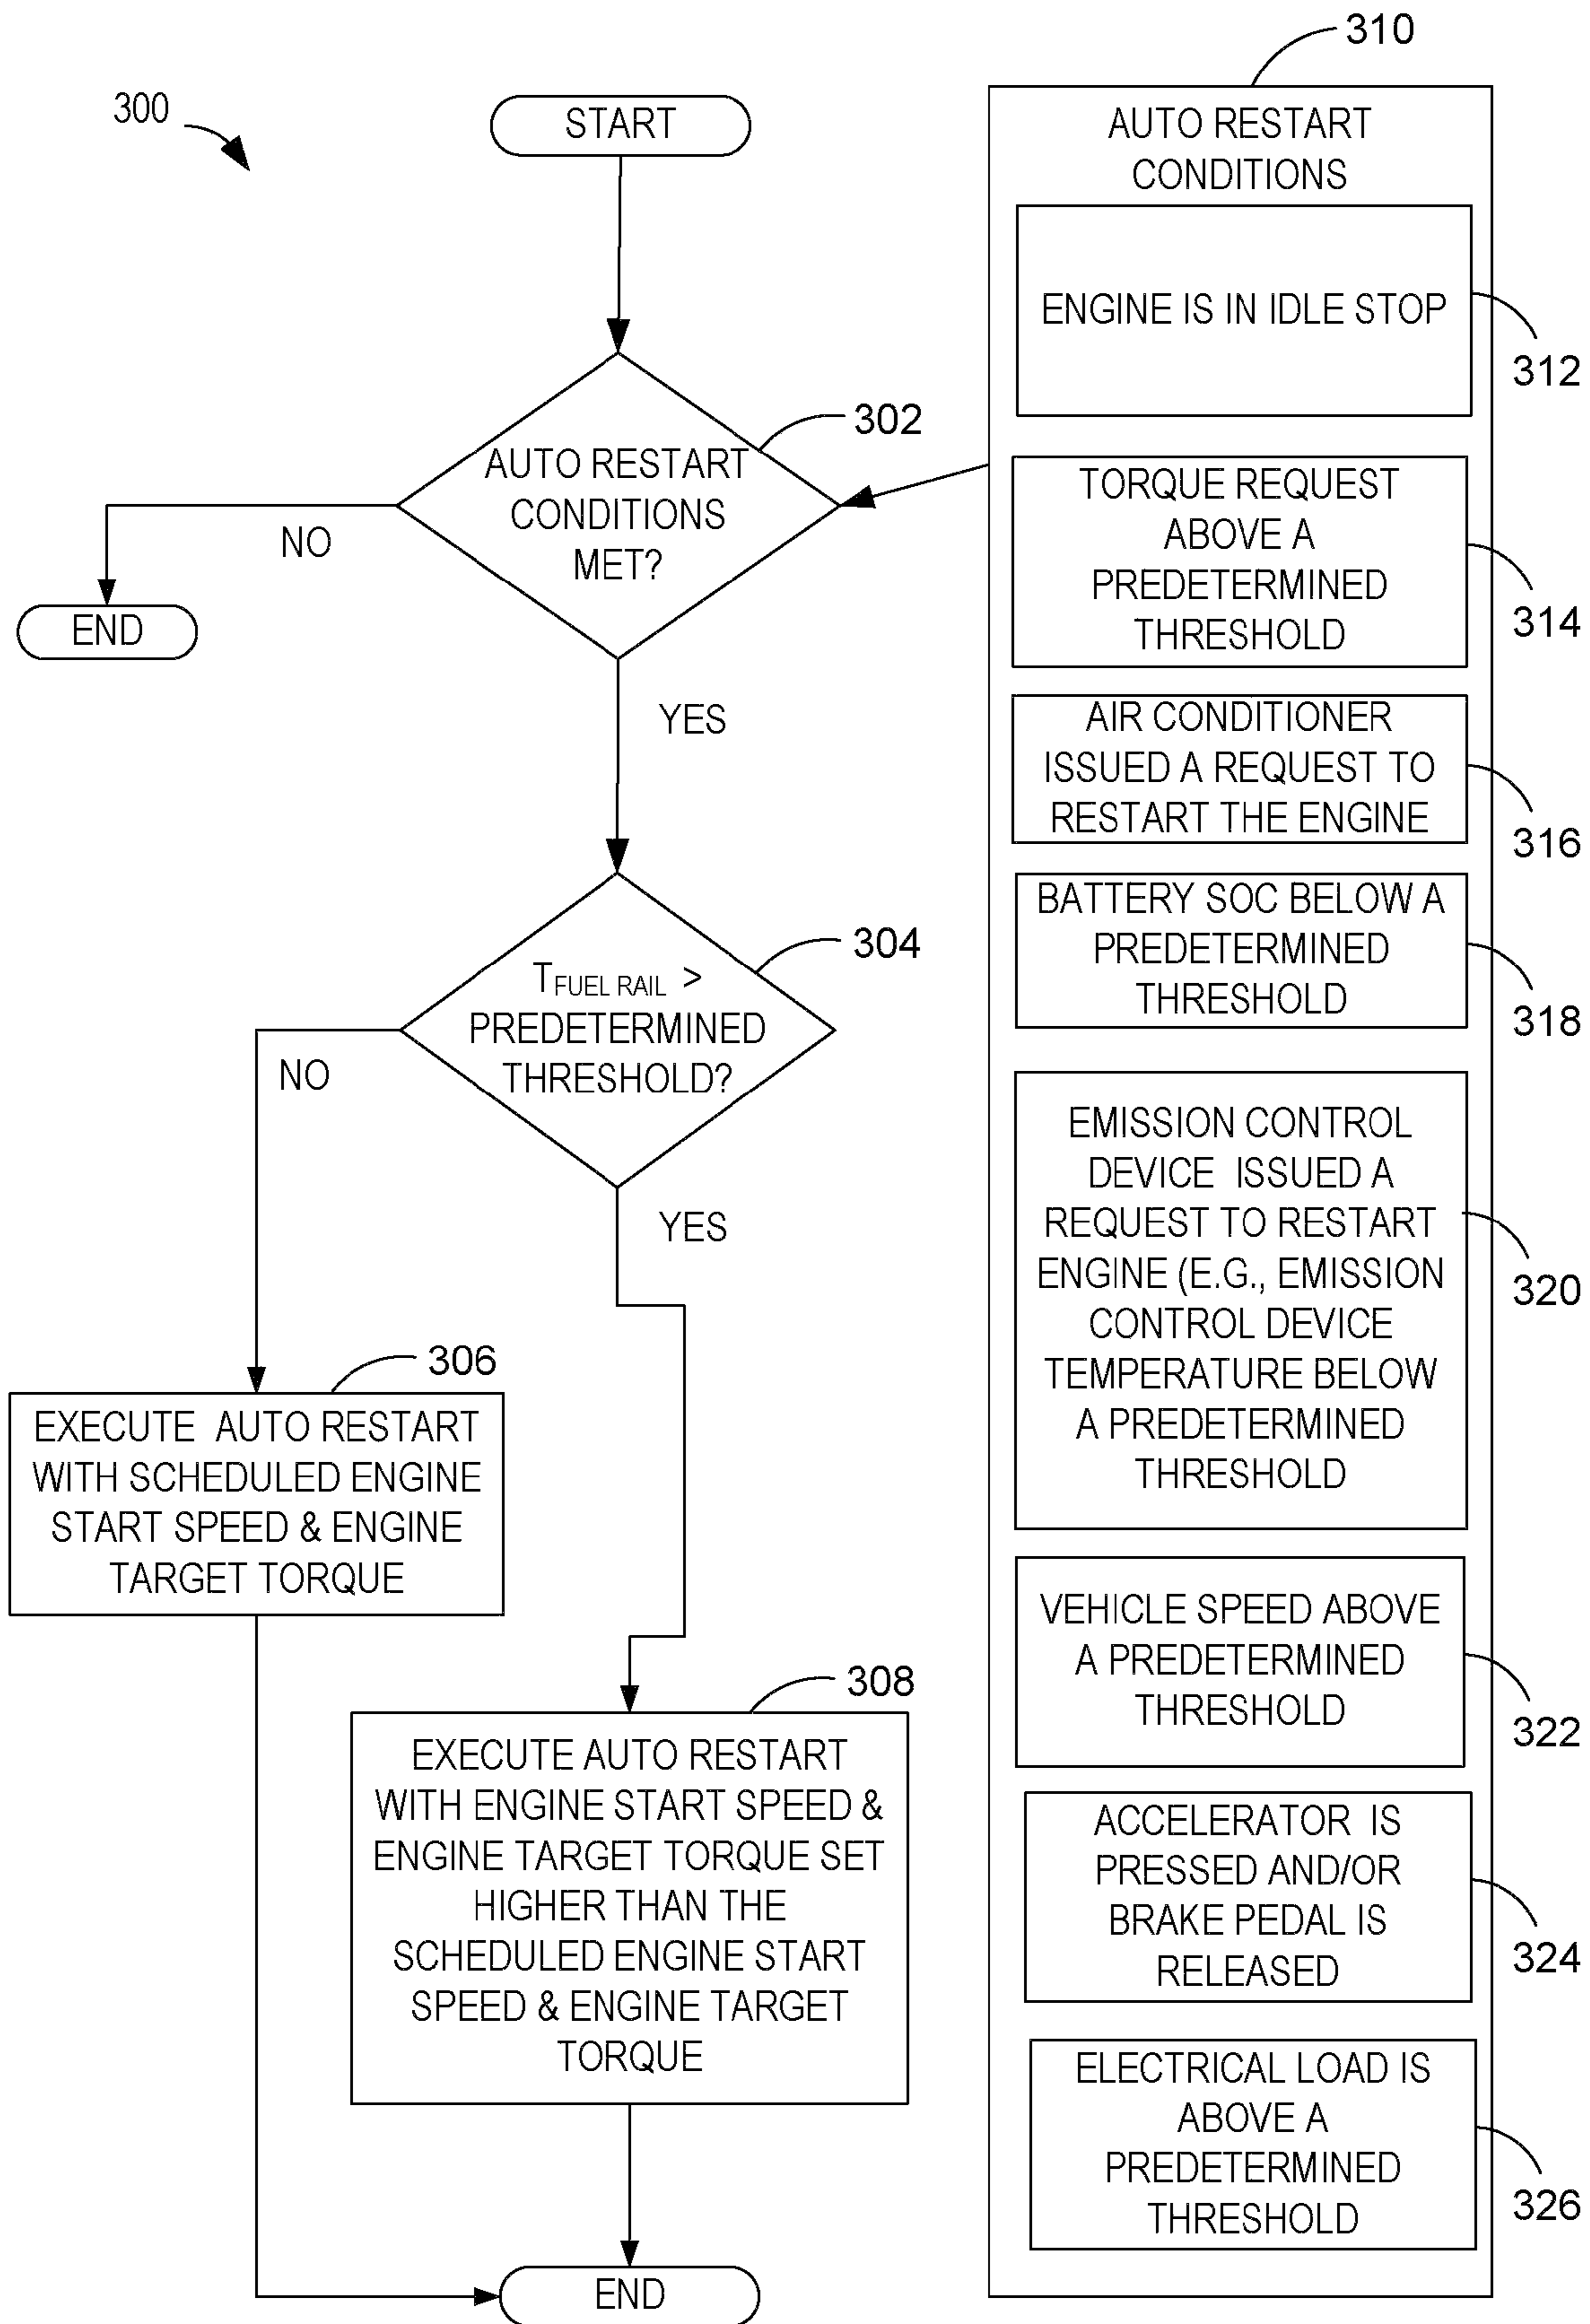 300
START
302
AUTO RESTART
CONDITIONS
MET?
NO
END
YES
304
T FUEL RAIL >
PREDETERMINED
THRESHOLD?
NO
YES
306
EXECUTE AUTO RESTART
WITH SCHEDULED ENGINE
START SPEED & ENGINE
TARGET TORQUE
308
EXECUTE AUTO RESTART
WITH ENGINE START SPEED &
ENGINE TARGET TORQUE SET
HIGHER THAN THE
SCHEDULED ENGINE START
SPEED & ENGINE TARGET
TORQUE
END
310
AUTO RESTART
CONDITIONS
ENGINE IS IN IDLE STOP
312
TORQUE REQUEST
ABOVE A
PREDETERMINED
THRESHOLD
314
AIR CONDITIONER
ISSUED A REQUEST TO
RESTART THE ENGINE
316
BATTERY SOC BELOW A
PREDETERMINED
THRESHOLD
318
EMISSION CONTROL
DEVICE ISSUED A
REQUEST TO RESTART
ENGINE (E.G., EMISSION
CONTROL DEVICE
TEMPERATURE BELOW
A PREDETERMINED
THRESHOLD
320
VEHICLE SPEED ABOVE
A PREDETERMINED
THRESHOLD
322
ACCELERATOR IS
PRESSED AND/OR
BRAKE PEDAL IS
RELEASED
324
ELECTRICAL LOAD IS
ABOVE A
PREDETERMINED
THRESHOLD
326